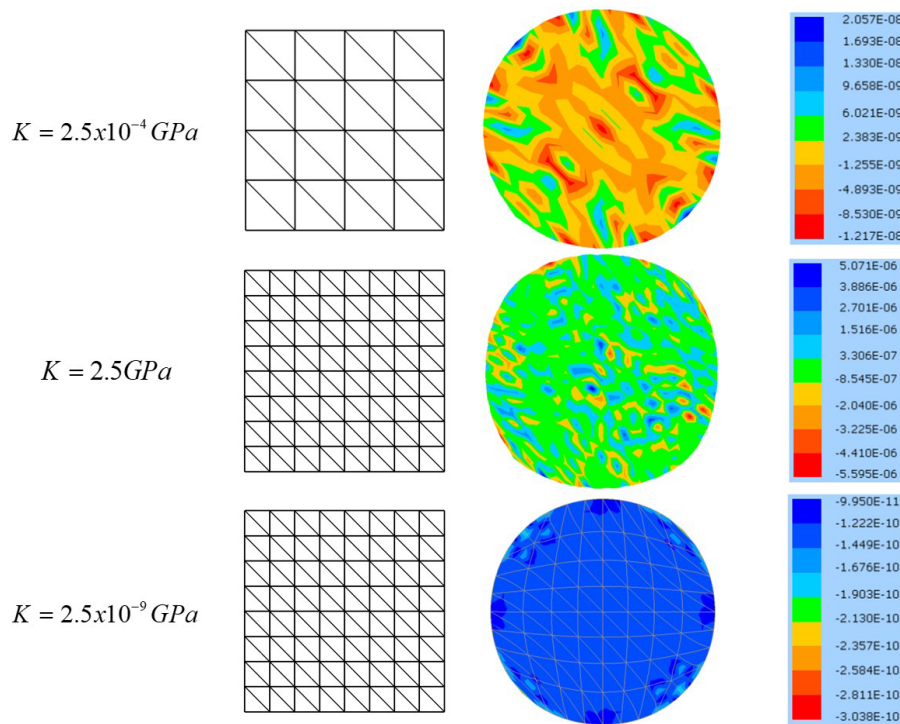 K = 2.5x10⁻⁴ GPa
2.057E-08
1.693E-08
1.330E-08
9.658E-09
6.021E-09
2.383E-09
-1.255E-09
-4.893E-09
-8.530E-09
-1.217E-08
K = 2.5GPa
5.071E-06
3.886E-06
2.701E-06
1.516E-06
3.306E-07
-8.545E-07
-2.040E-06
-3.225E-06
-4.410E-06
-5.595E-06
K = 2.5x10⁻⁹ GPa
-9.950E-11
-1.222E-10
-1.449E-10
-1.676E-10
-1.903E-10
-2.130E-10
-2.357E-10
-2.584E-10
-2.811E-10
-3.038E-10